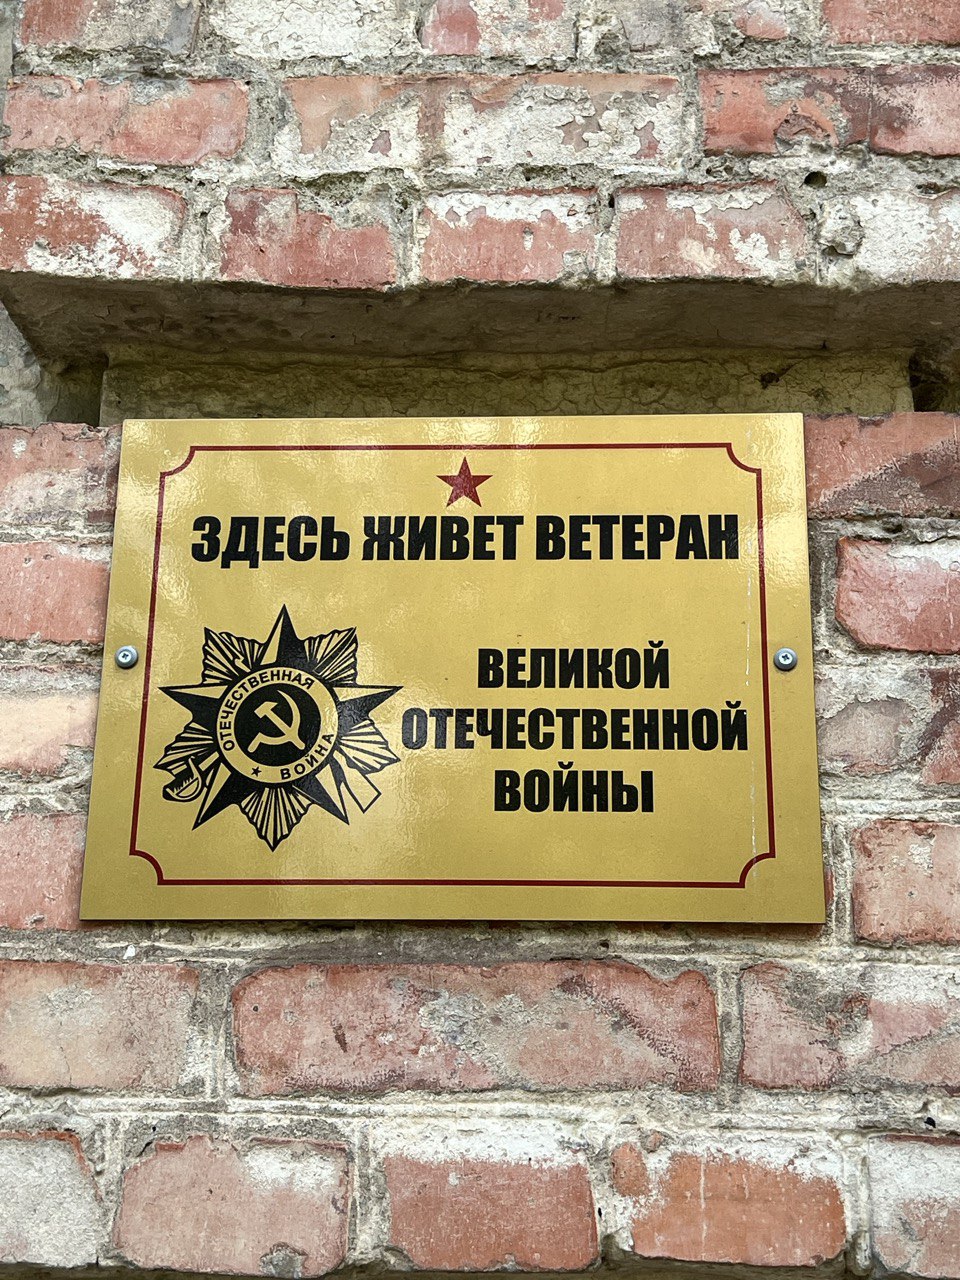 ЗДЕСЬ ЖИВЕТ ВЕТЕРАН
ВЕЛИКОЙ
ОТЕЧЕСТВЕННОЙ
ВОЙНЫ
ОТЕЧЕСТВЕННАЯ
ВОЙНА